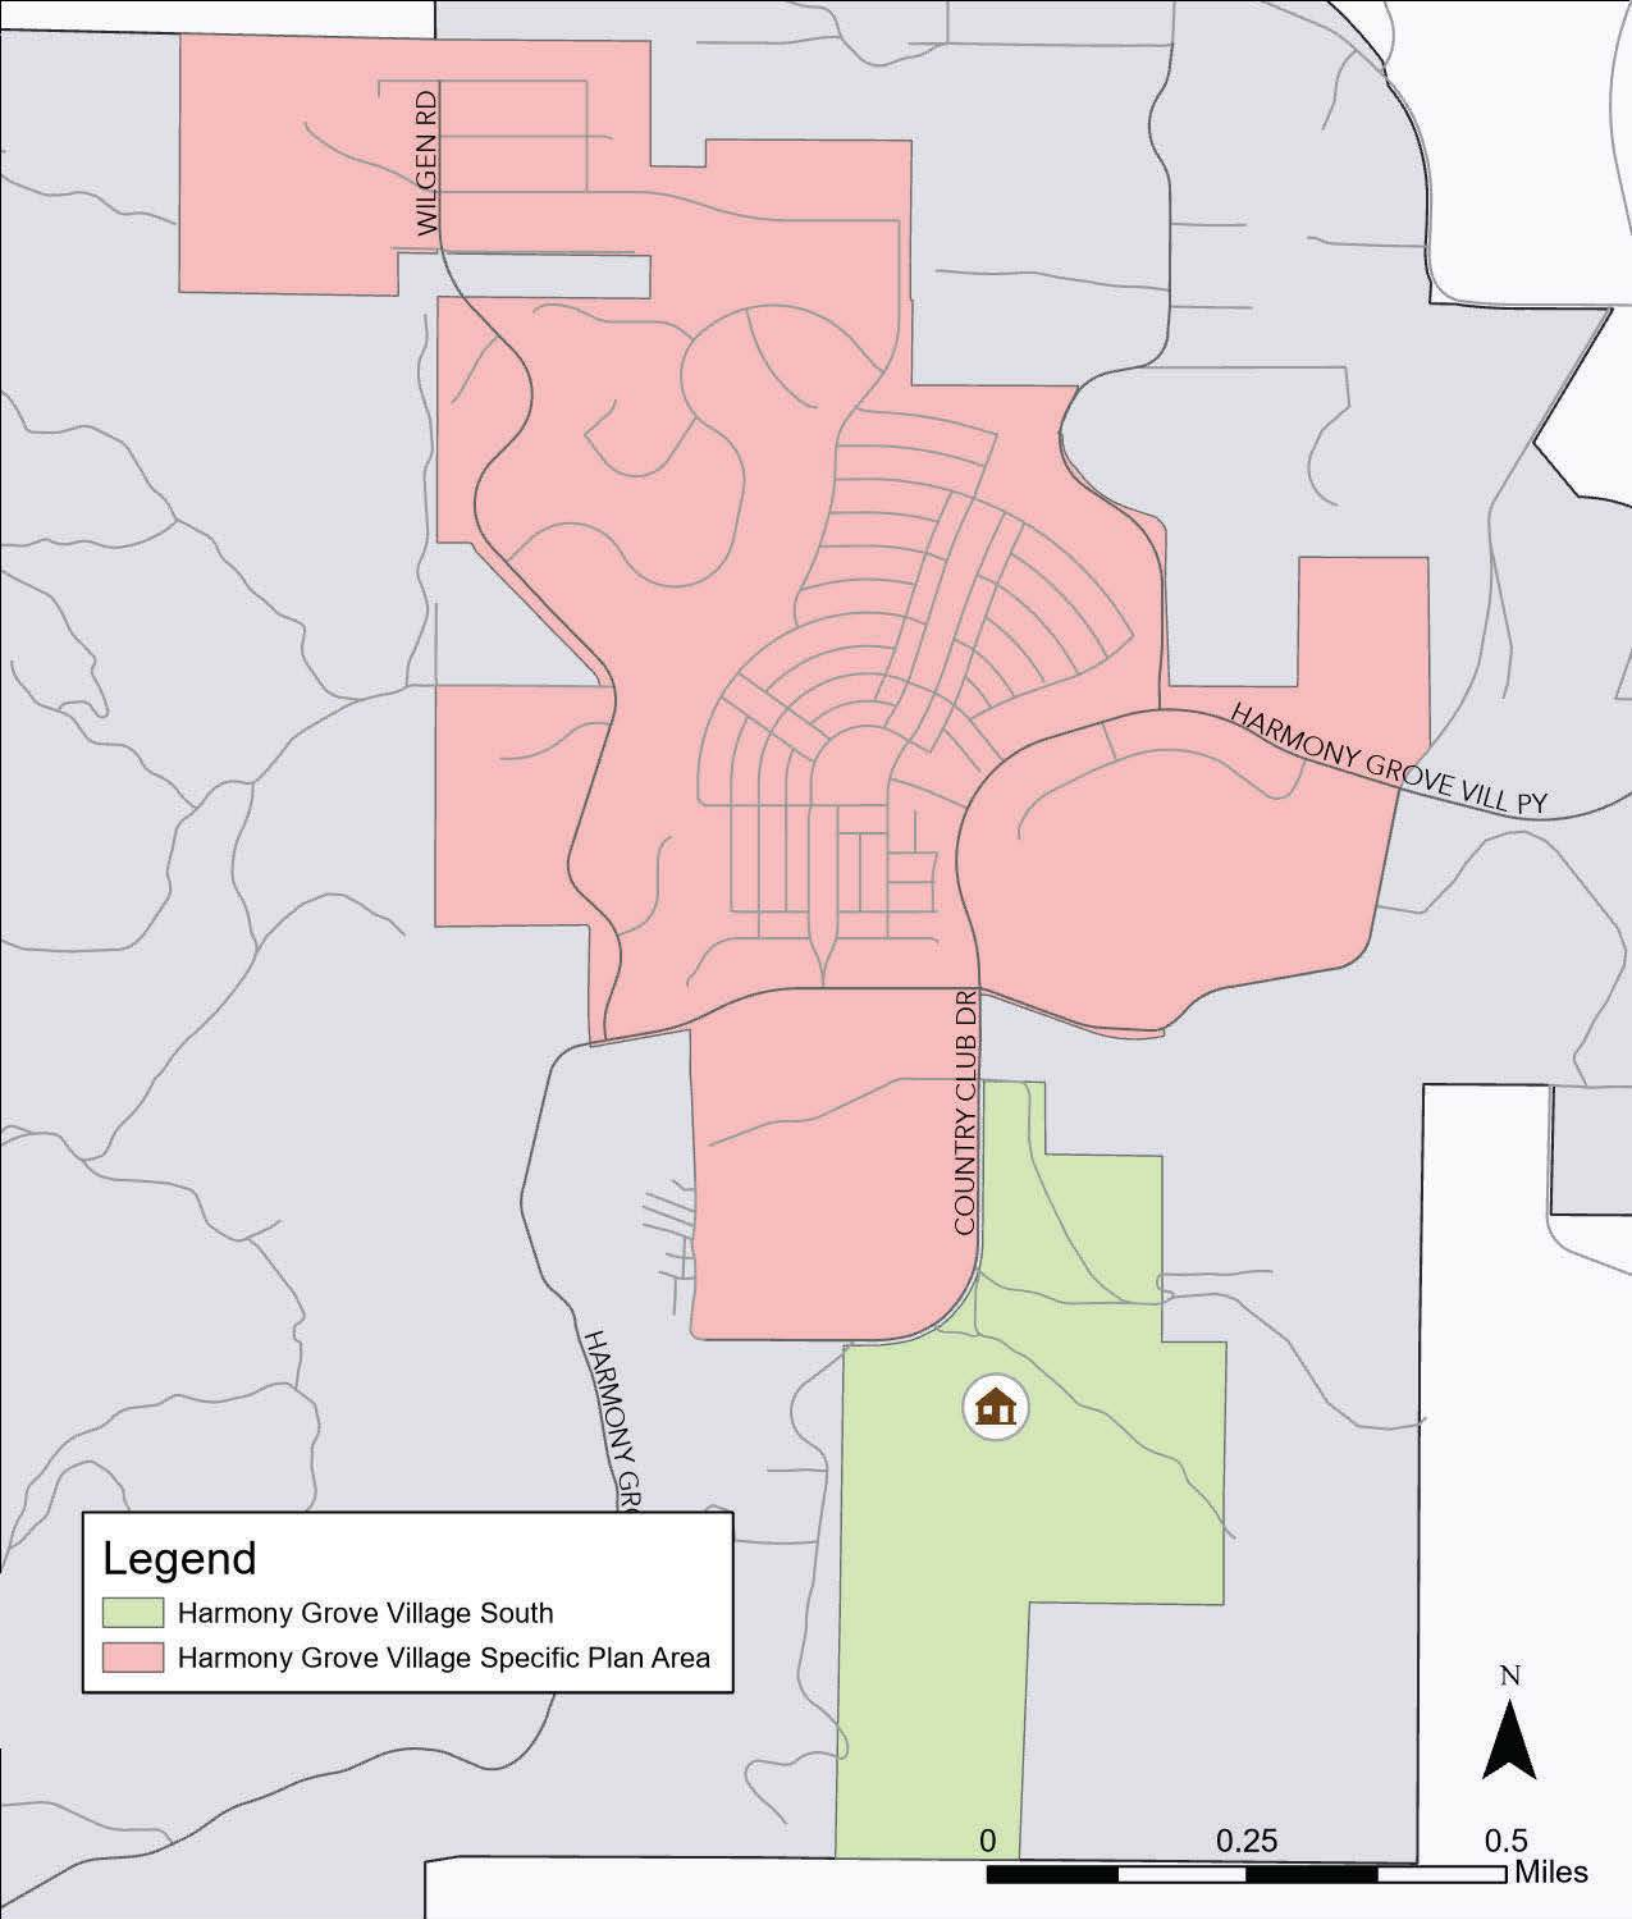 WILGEN RD
HARMONY GROVE VILL PY
COUNTRY CLUB DR
HARMONY GRO
Legend
Harmony Grove Village South
Harmony Grove Village Specific Plan Area
N
0 0.25 0.5
Miles